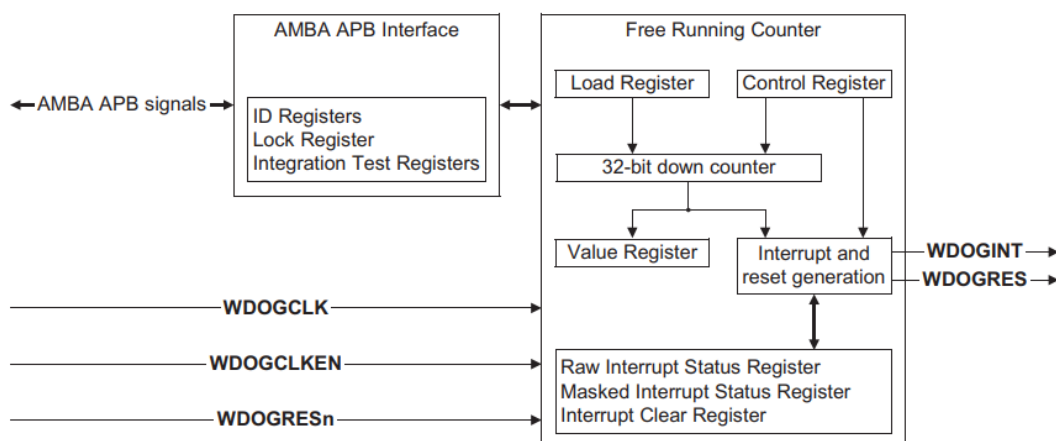 AMBA APB Interface
Free Running Counter
Load Register
Control Register
AMBA APB signals
ID Registers
Lock Register
Integration Test Registers
32-bit down counter
Value Register
Interrupt and
reset generation
WDOGINT
WDOGRES
WDOGCLK
WDOGCLKEN
WDOGRESn
Raw Interrupt Status Register
Masked Interrupt Status Register
Interrupt Clear Register